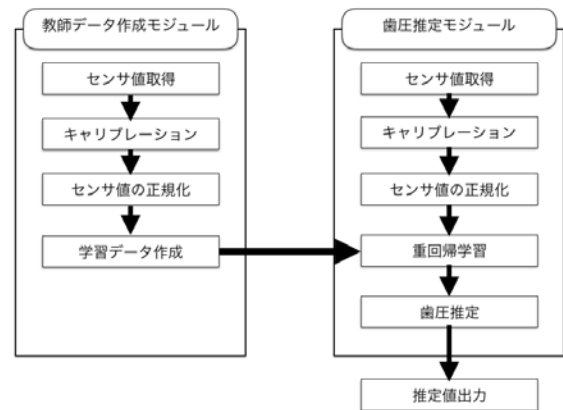 教師データ作成モジュール
センサ値取得
キャリブレーション
センサ値の正規化
学習データ作成
歯圧推定モジュール
センサ値取得
キャリブレーション
センサ値の正規化
重回帰学習
歯圧推定
推定値出力